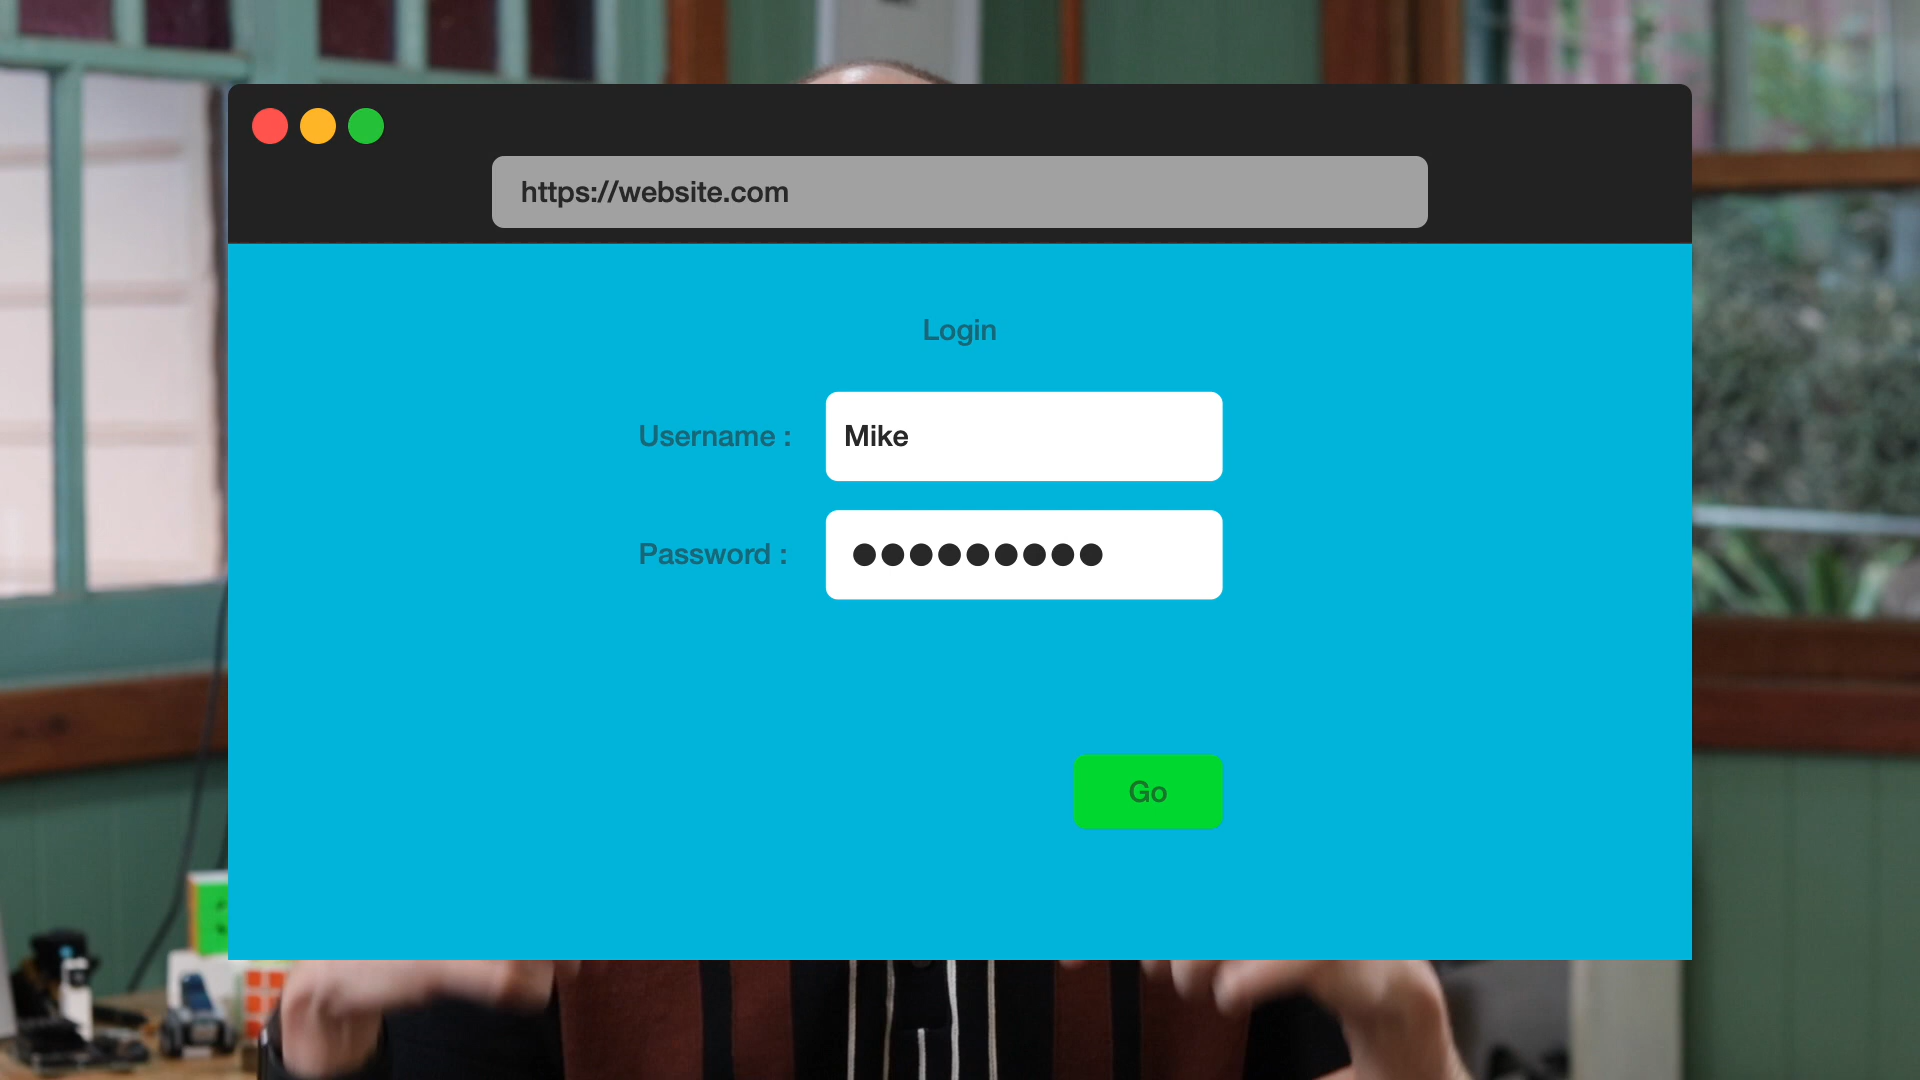 https://website.com
Login
Username : Mike
Password : ●●●●●●●●●
Go